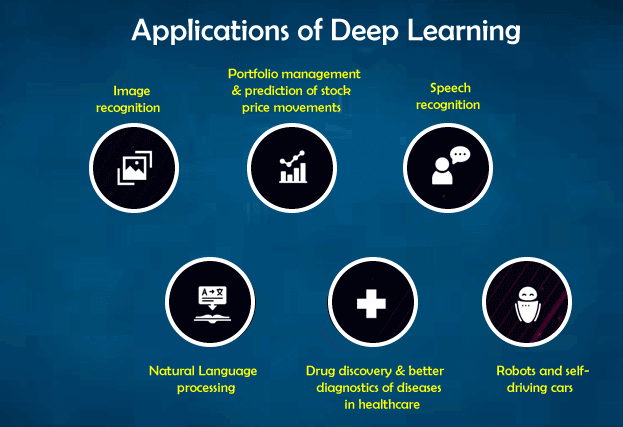 Applications of Deep Learning
Image
recognition
Portfolio management
& prediction of stock
price movements
Speech
recognition
A
文
Natural Language
processing
Drug discovery & better
diagnostics of diseases
in healthcare
Robots and self-
driving cars